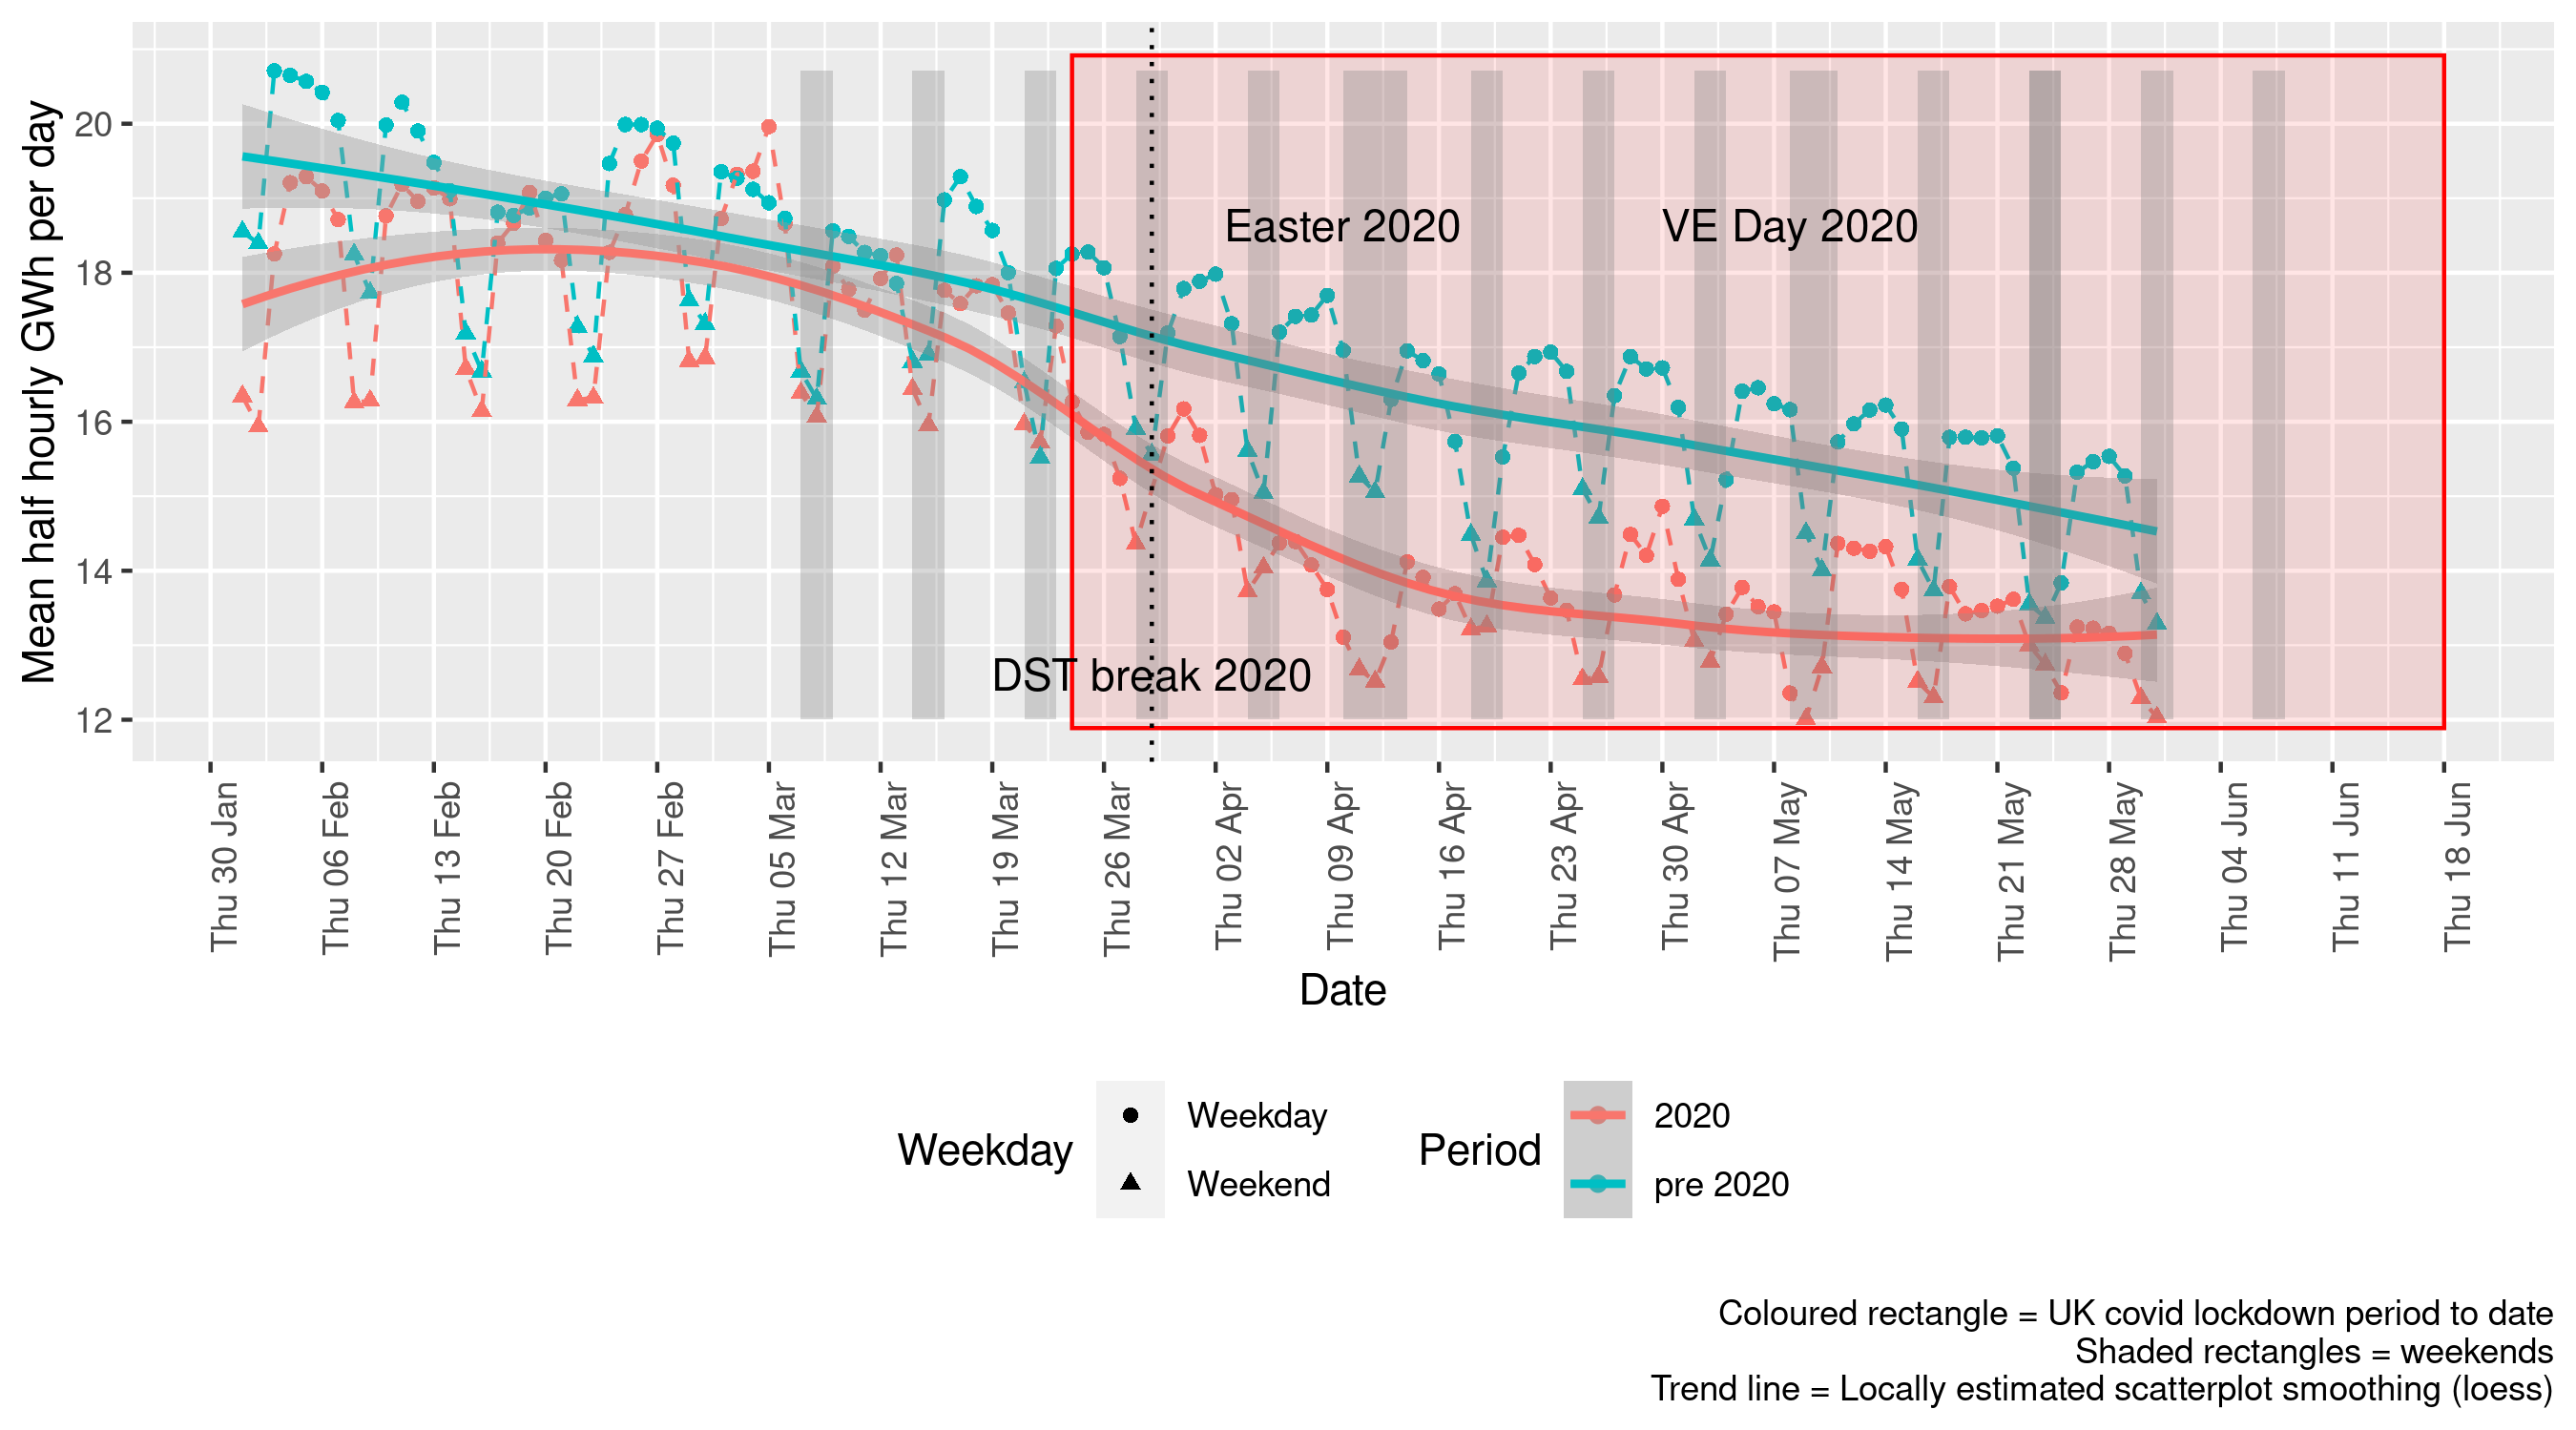 Mean half hourly GWh per day
20
18
16
14
12
Easter 2020
VE Day 2020
DST break 2020
Thu 30 Jan
Thu 06 Feb
Thu 13 Feb
Thu 20 Feb
Thu 27 Feb
Thu 05 Mar
Thu 12 Mar
Thu 19 Mar
Thu 26 Mar
Thu 02 Apr
Thu 09 Apr
Thu 16 Apr
Thu 23 Apr
Thu 30 Apr
Thu 07 May
Thu 14 May
Thu 21 May
Thu 28 May
Thu 04 Jun
Thu 11 Jun
Thu 18 Jun
Date
Weekday
Weekday
Weekend
Period
2020
pre 2020
Coloured rectangle = UK covid lockdown period to date
Shaded rectangles = weekends
Trend line = Locally estimated scatterplot smoothing (loess)